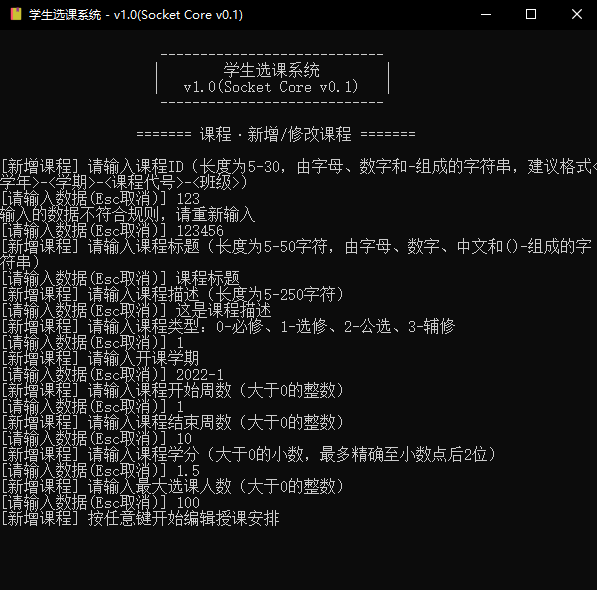 学生选课系统 - v1.0(Socket Core v0.1)
----------------------------
| 学生选课系统 |
| v1.0(Socket Core v0.1) |
----------------------------
======= 课程·新增/修改课程 =======
[新增课程] 请输入课程ID（长度为5-30，由字母、数字和-组成的字符串，建议格式<
学年>-<学期>-<课程代号>-<班级>）
[请输入数据(Esc取消)] 123
输入的数据不符合规则，请重新输入
[请输入数据(Esc取消)] 123456
[新增课程] 请输入课程标题（长度为5-50字符，由字母、数字、中文和()-组成的字
符串）
[请输入数据(Esc取消)] 课程标题
[新增课程] 请输入课程描述（长度为5-250字符）
[请输入数据(Esc取消)] 这是课程描述
[新增课程] 请输入课程类型：0-必修、1-选修、2-公选、3-辅修
[请输入数据(Esc取消)] 1
[新增课程] 请输入开课学期
[请输入数据(Esc取消)] 2022-1
[新增课程] 请输入课程开始周数（大于0的整数）
[请输入数据(Esc取消)] 1
[新增课程] 请输入课程结束周数（大于0的整数）
[请输入数据(Esc取消)] 10
[新增课程] 请输入课程学分（大于0的小数，最多精确至小数点后2位）
[请输入数据(Esc取消)] 1.5
[新增课程] 请输入最大选课人数（大于0的整数）
[请输入数据(Esc取消)] 100
[新增课程] 按任意键开始编辑授课安排